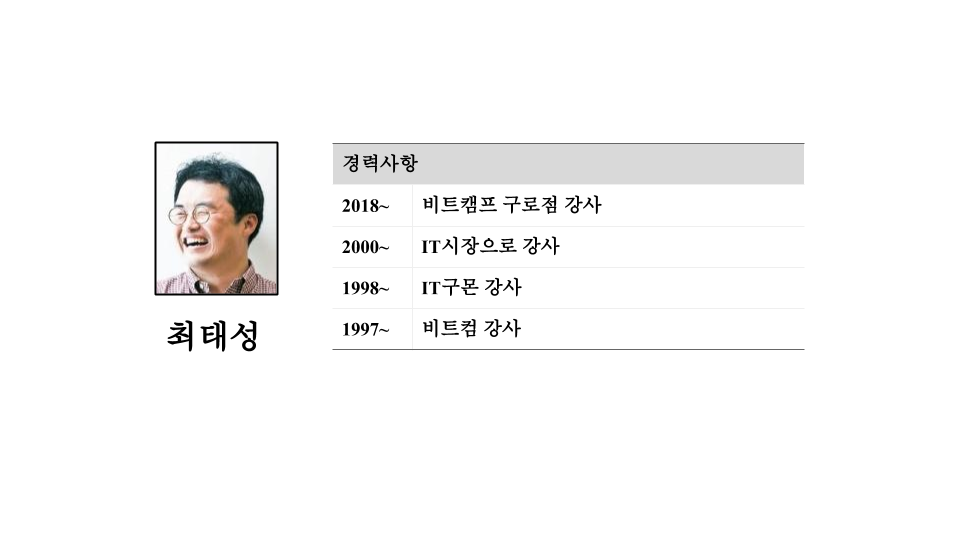 경력사항
2018~ 비트캠프 구로점 강사
2000~ IT시장으로 강사
1998~ IT구몬 강사
1997~ 비트컴 강사
최태성